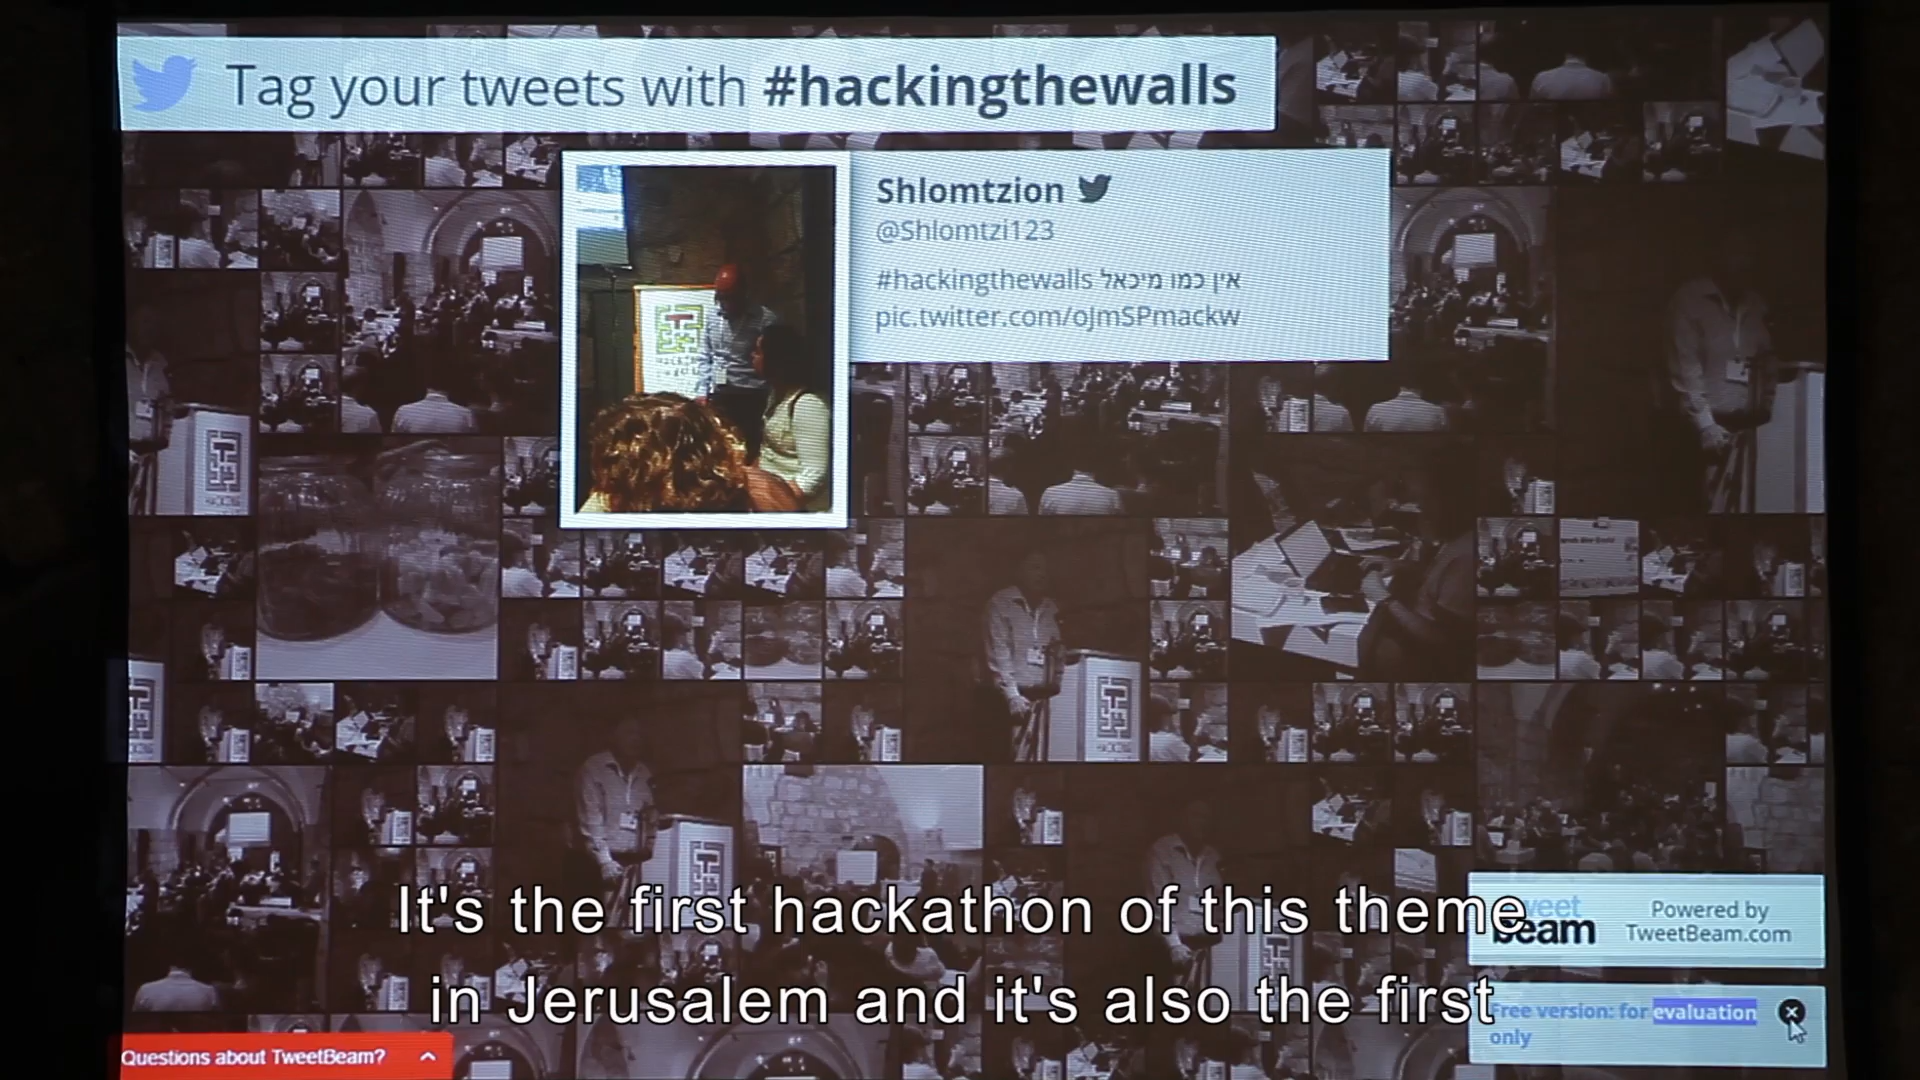 Tag your tweets with #hackingthewalls
Shlomtzion
@Shlomtzi123
#hackingthewalls אין כמו מיכאל
pic.twitter.com/oJmSPmackw
It's the first hackathon of this theme
in Jerusalem and it's also the first
beam
Powered by
TweetBeam.com
Free version: for evaluation
only
Questions about TweetBeam?